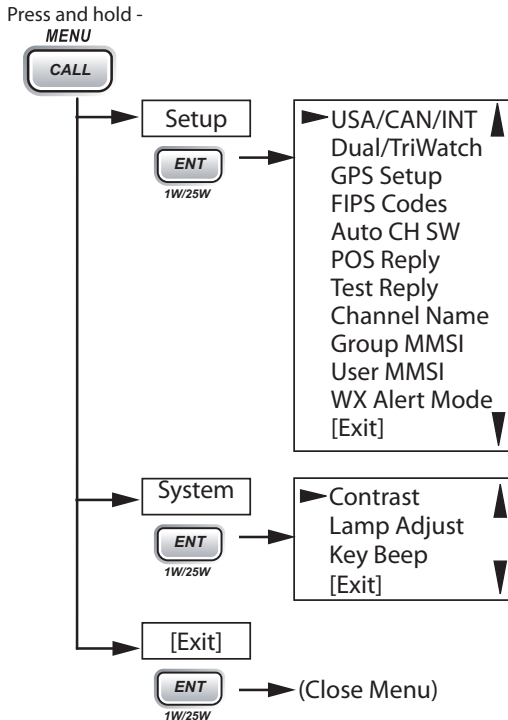 Press and hold -
MENU
CALL
Setup
ENT
1W/25W
USA/CAN/INT
Dual/TriWatch
GPS Setup
FIPS Codes
Auto CH SW
POS Reply
Test Reply
Channel Name
Group MMSI
User MMSI
WX Alert Mode
[Exit]
System
ENT
1W/25W
Contrast
Lamp Adjust
Key Beep
[Exit]
[Exit]
ENT
1W/25W
(Close Menu)